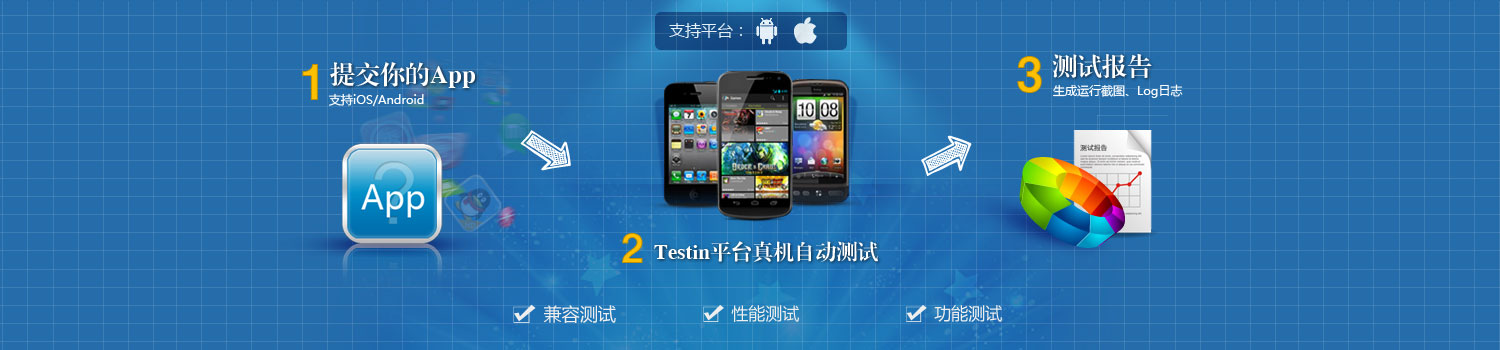 支持平台：
1 提交你的App
支持iOS/Android
App
3 测试报告
生成运行截图、Log日志
测试报告
10 08
2 Testin平台真机自动测试
兼容测试
性能测试
功能测试